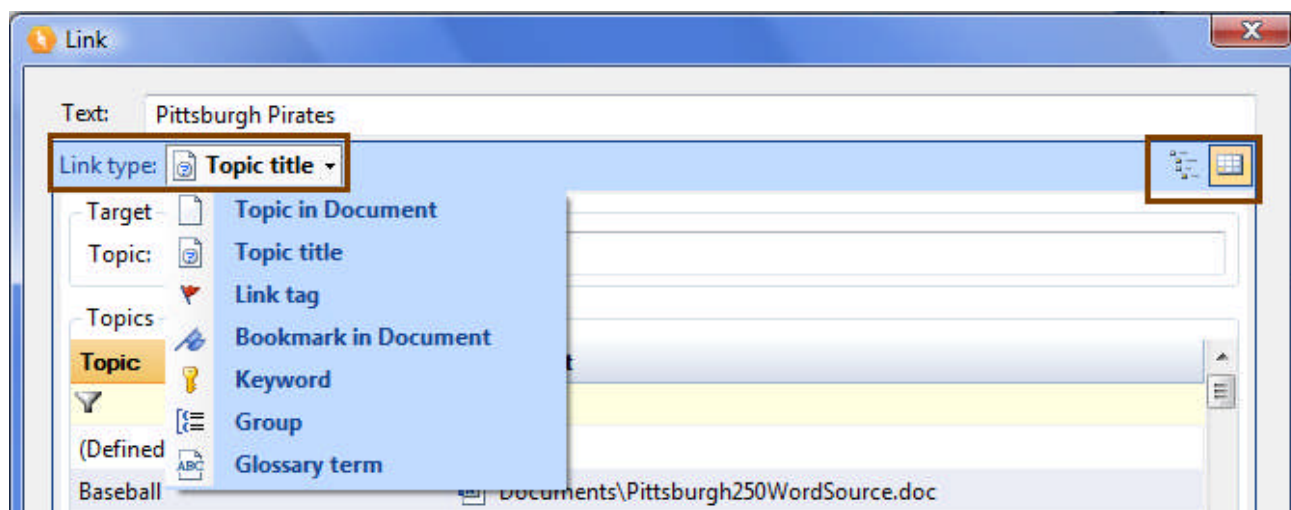 Link
Text: Pittsburgh Pirates
Link type: Topic title
Target
Topic in Document
Topic:
Topic title
Link tag
Topics
Bookmark in Document
Topic
Keyword
Group
(Defined
Glossary term
ABC
Baseball
Documents\Pittsburgh250WordSource.doc